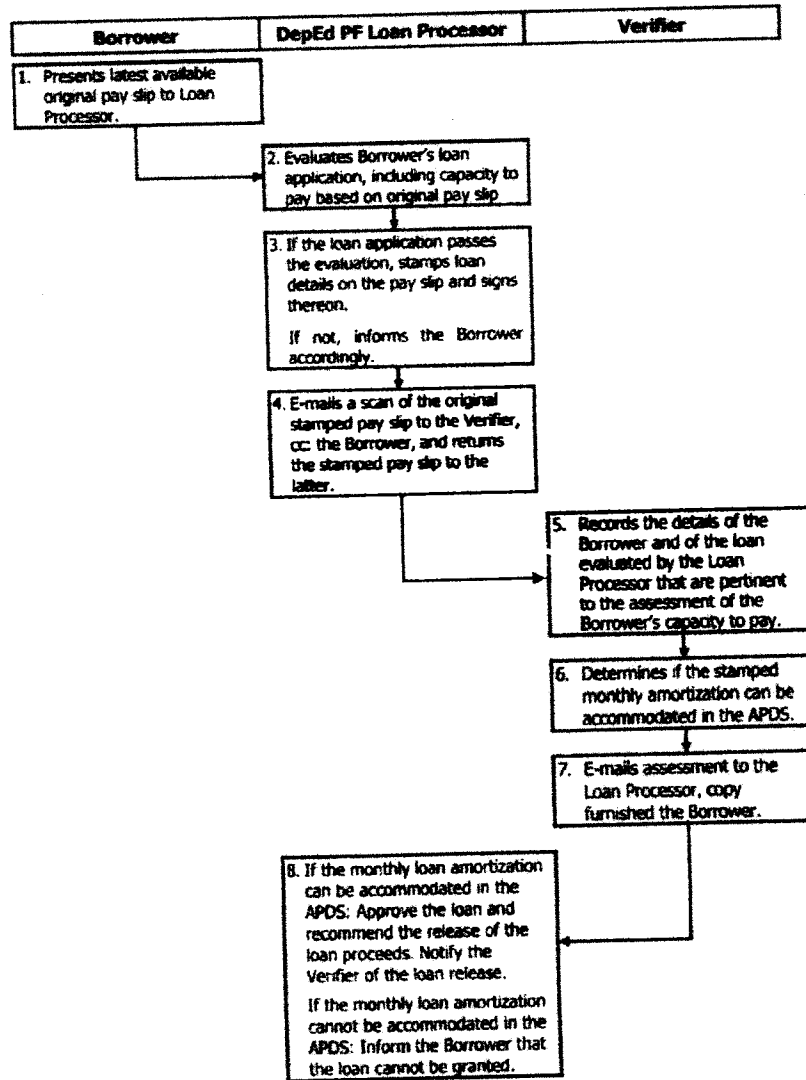 Borrower DepEd PF Loan Processor Verifier
1. Presents latest available
original pay slip to Loan
Processor.
2. Evaluates Borrower's loan
application, including capacity to
pay based on original pay slip
3. If the loan application passes
the evaluation, stamps loan
details on the pay slip and signs
thereon.
If not, informs the Borrower
accordingly.
4. E-mails a scan of the original
stamped pay slip to the Verifier,
cc: the Borrower, and returns
the stamped pay slip to the
latter.
5. Records the details of the
Borrower and of the loan
evaluated by the Loan
Processor that are pertinent
to the assessment of the
Borrower's capacity to pay.
6. Determines if the stamped
monthly amortization can be
accommodated in the APDS.
7. E-mails assessment to the
Loan Processor, copy
furnished the Borrower.
8. If the monthly loan amortization
can be accommodated in the
APDS: Approve the loan and
recommend the release of the
loan proceeds. Notify the
Verifier of the loan release.
If the monthly loan amortization
cannot be accommodated in the
APDS: Inform the Borrower that
the loan cannot be granted.